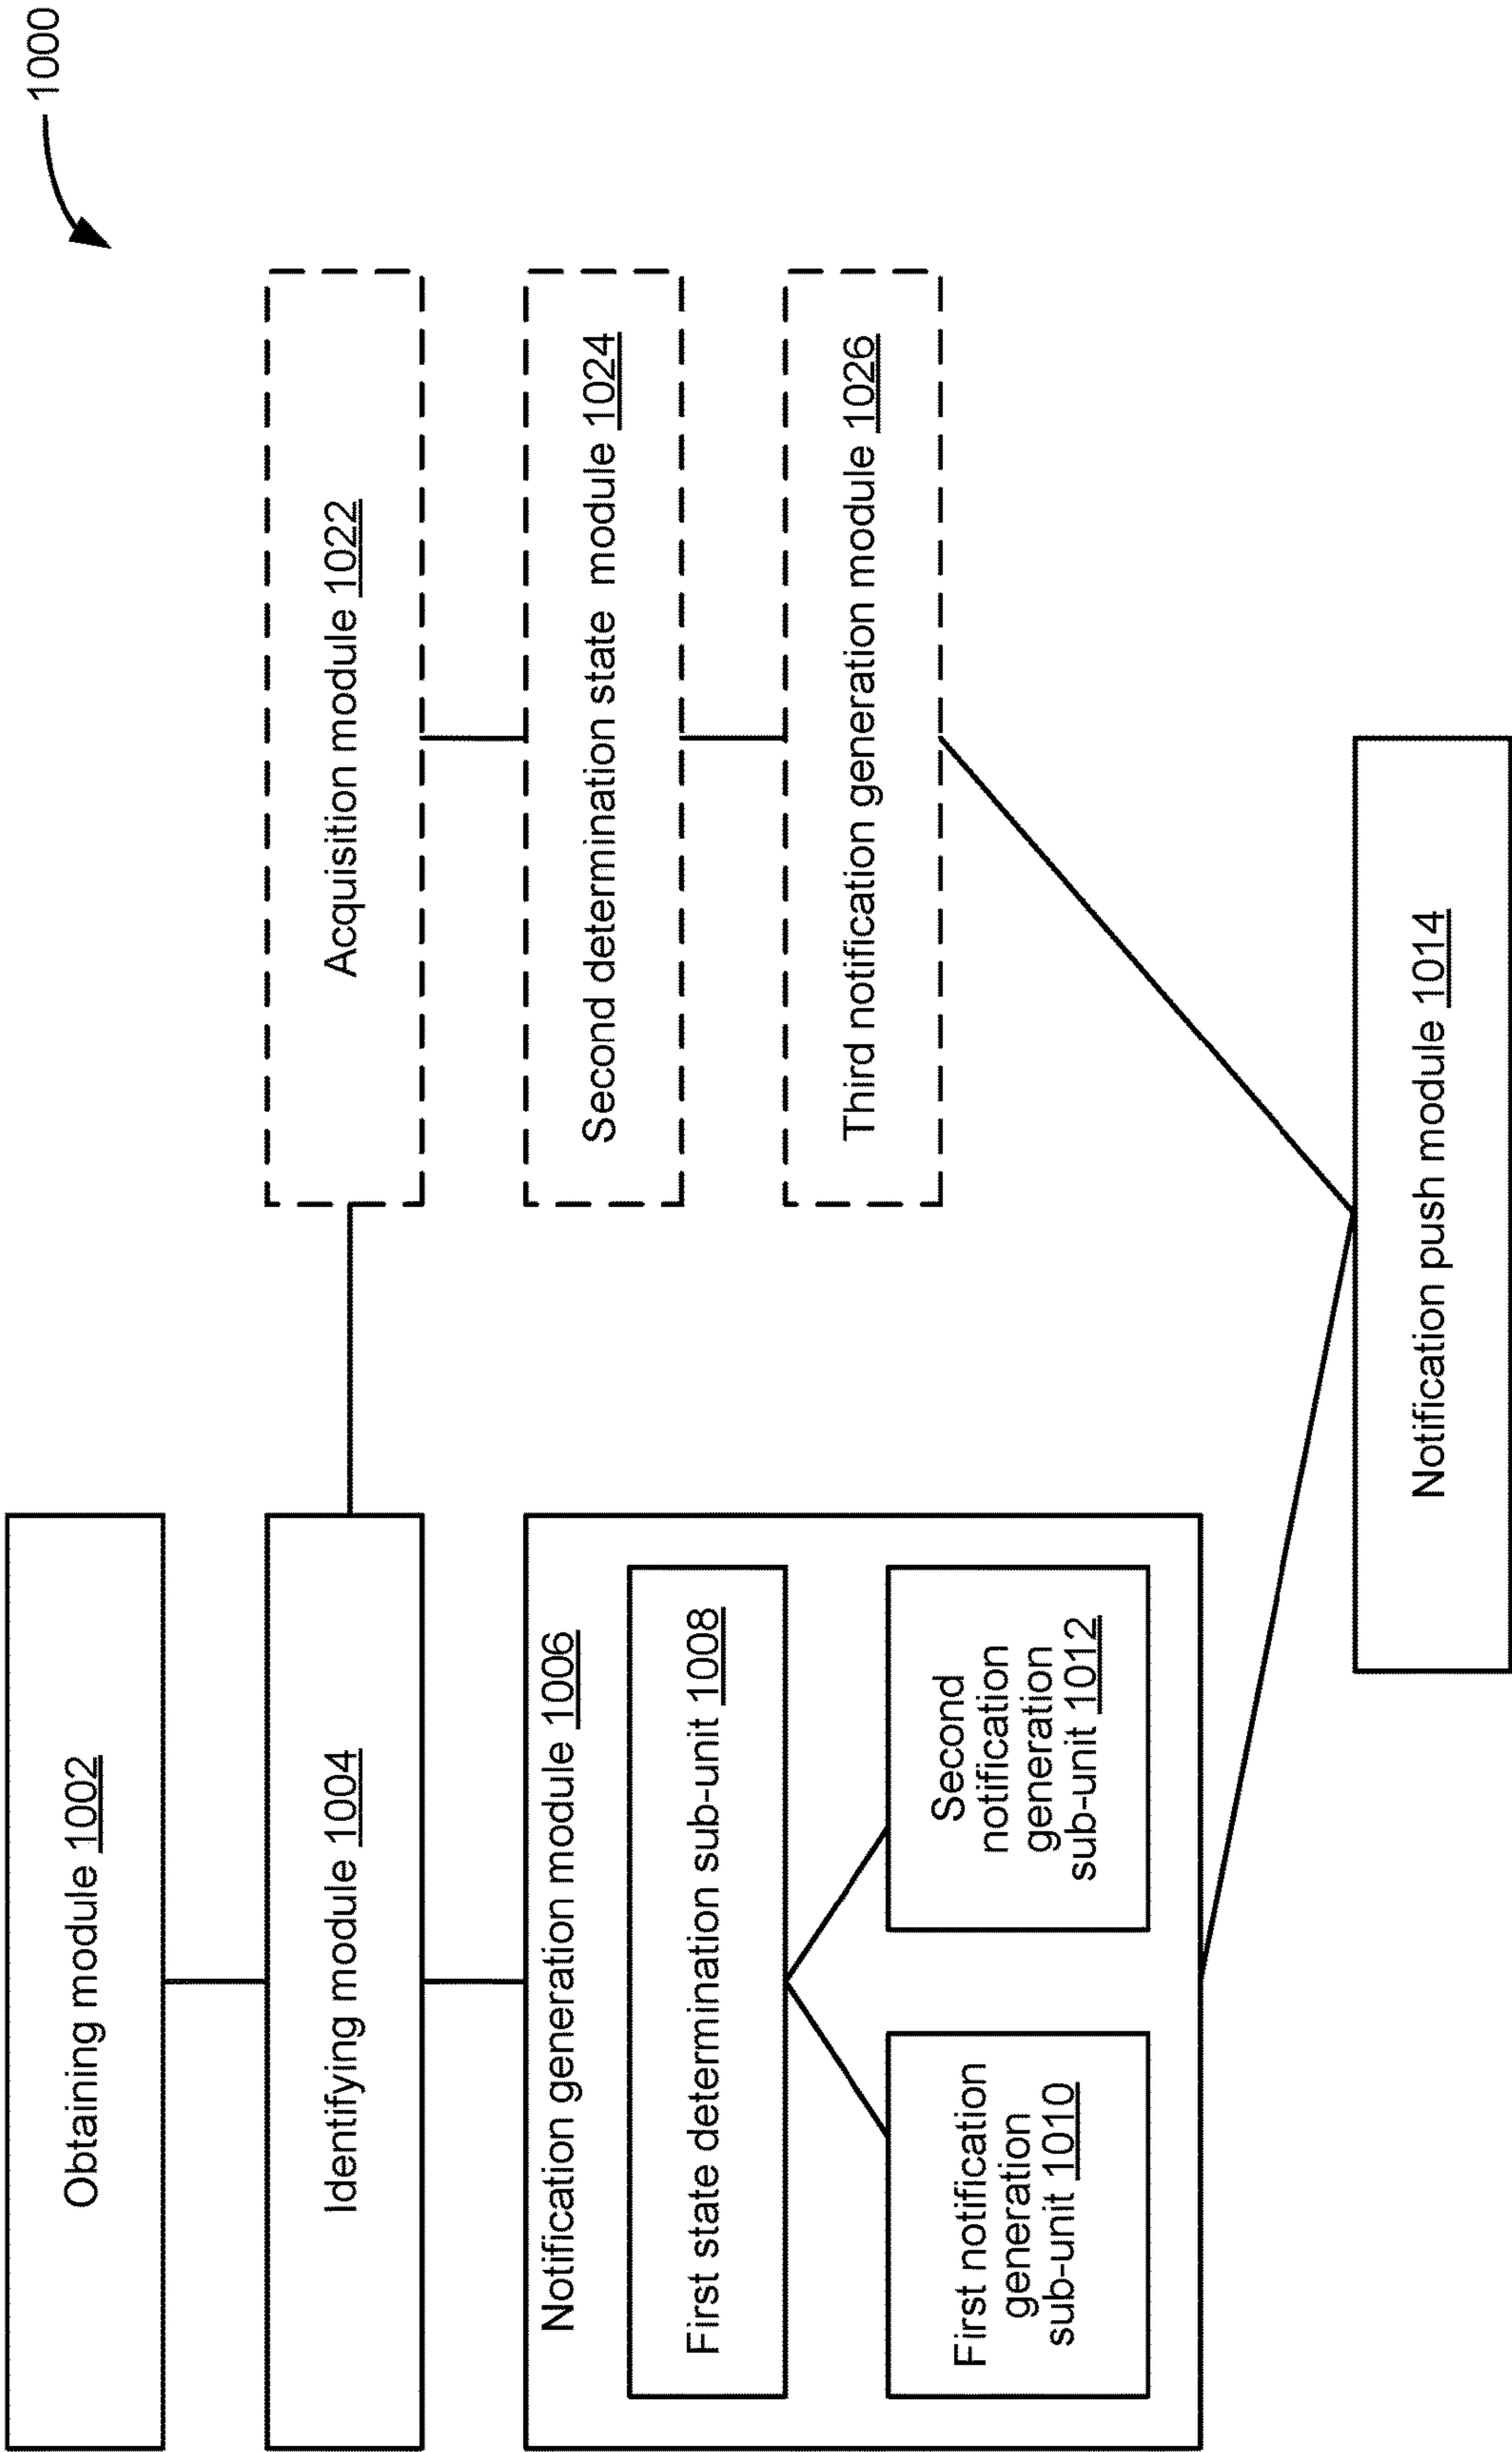 1000
Obtaining module 1002
Identifying module 1004
Acquisition module 1022
Notification generation module 1006
Second determination state module 1024
First state determination sub-unit 1008
Third notification generation module 1026
First notification
generation
sub-unit 1010
Second
notification
generation
sub-unit 1012
Notification push module 1014